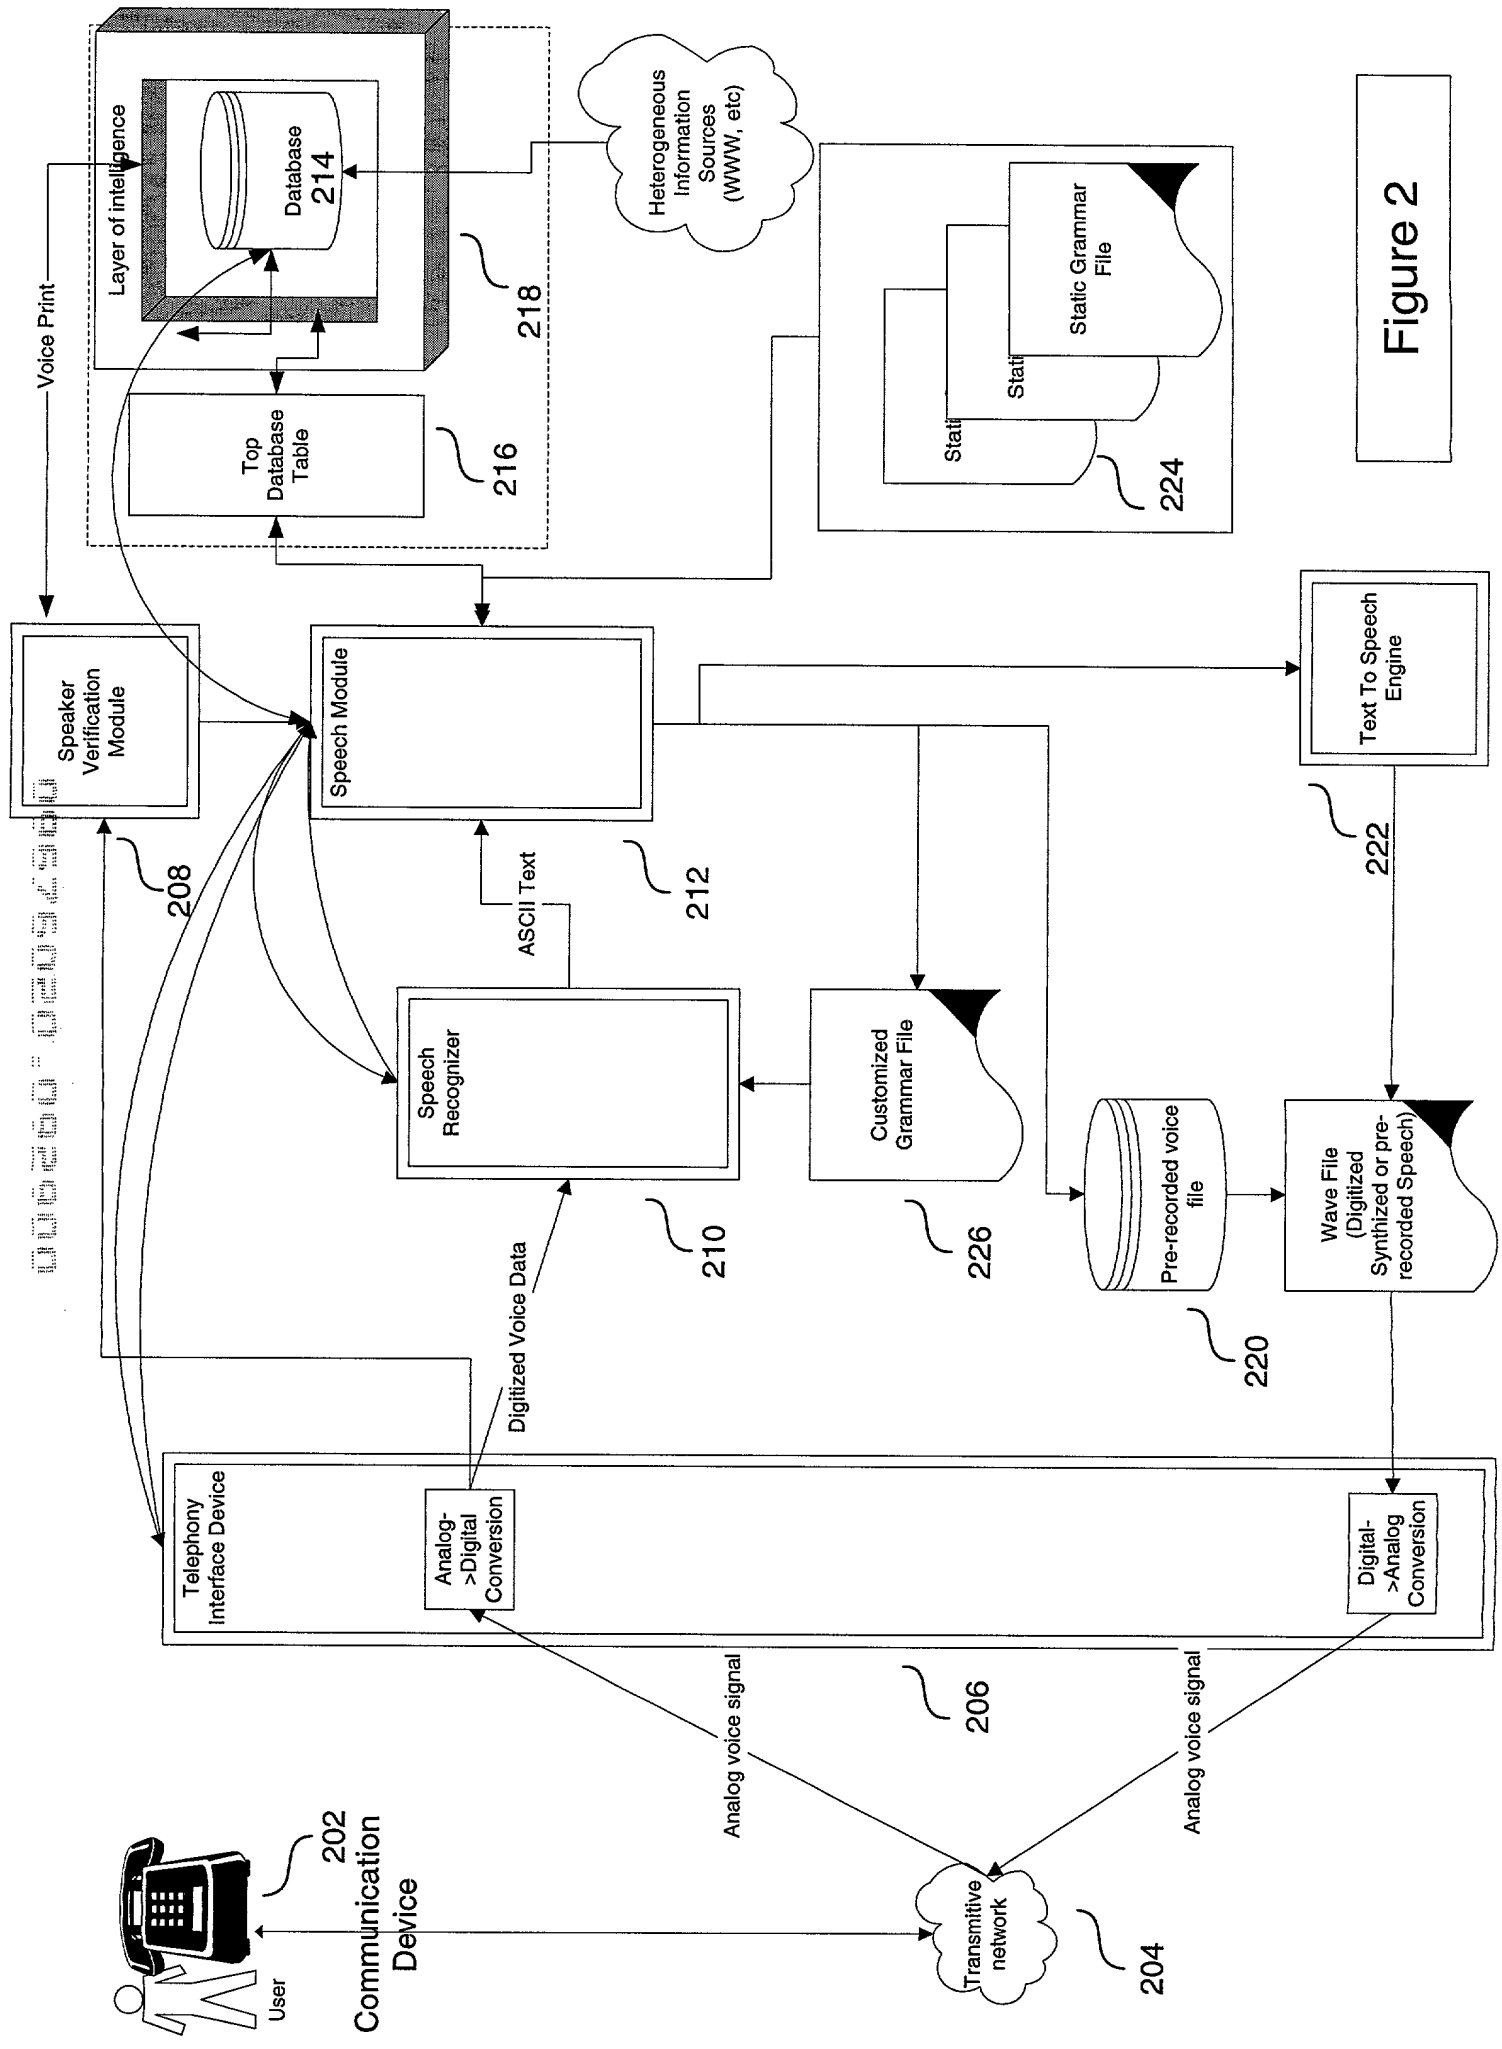 User
202
Communication
Device
Transmitive
network
204
Analog voice signal
Analog voice signal
206
Telephony
Interface Device
Analog-
>Digital
Conversion
Digital-
>Analog
Conversion
Digitized Voice Data
Speech
Recognizer
210
Customized
Grammar File
226
Pre-recorded voice
file
220
Wave File
(Digitized
Synthized or pre-
recorded Speech)
ASCII Text
208
Speaker
Verification
Module
Speech Module
212
Text To Speech
Engine
222
Voice Print
Top
Database
Table
216
Layer of intelligence
Database
214
218
Heterogeneous
Information
Sources
(WWW, etc)
Stati
Stati
Static Grammar
File
224
Figure 2